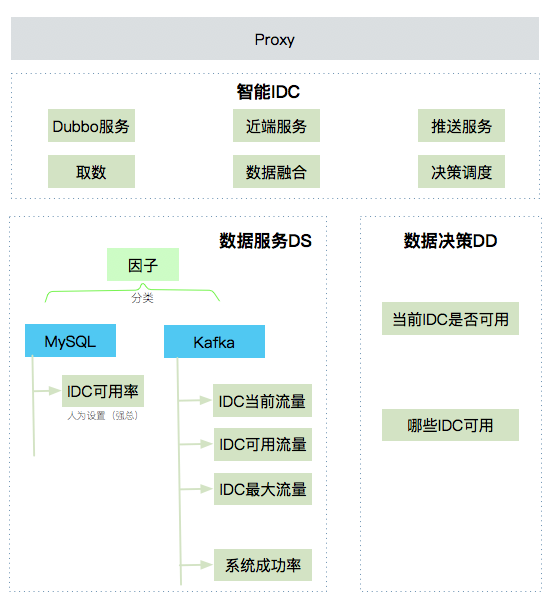 Proxy
智能IDC
Dubbo服务
近端服务
推送服务
取数
数据融合
决策调度
数据服务DS
因子
分类
MySQL
Kafka
IDC可用率
人为设置（强总）
IDC当前流量
IDC可用流量
IDC最大流量
系统成功率
数据决策DD
当前IDC是否可用
哪些IDC可用